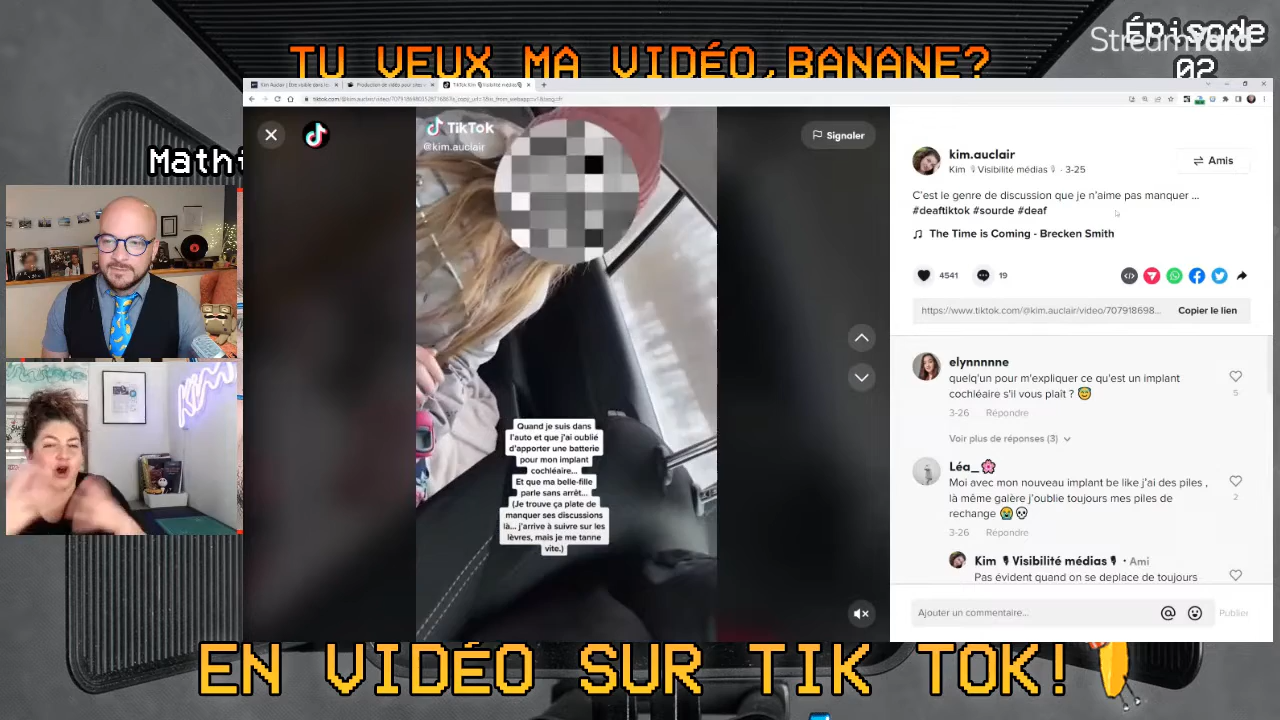 Épisode
02
StreamYard
TU VEUX MA VIDÉO,BANANE?
Mathi
KIM
TikTok
@kim.auclair
Signaler
Quand je suis dans
l'auto et que j'ai oublié
d'apporter une batterie
pour mon implant
cochléaire...
Et que ma belle-fille
parle sans arrêt...
(Je trouve ça plate de
manquer ses discussions
là... j'arrive à suivre sur les
lèvres, mais je me tanne
vite.)
kim.auclair
Kim Visibilité médias · 3-25
Amis
C'est le genre de discussion que je n'aime pas manquer ...
#deaftiktok #sourde #deaf
The Time is Coming - Brecken Smith
4541
19
https://www.tiktok.com/@kim.auclair/video/707918698...
Copier le lien
elynnnnne
quelq'un pour m'expliquer ce qu'est un implant
cochléaire s'il vous plaît ? 😇
5
3-26 Répondre
Voir plus de réponses (3)
Léa_🌸
Moi avec mon nouveau implant be like j'ai des piles ,
là même galère j'oublie toujours mes piles de
rechange 😭💀
2
3-26 Répondre
Kim Visibilité médias · Ami
Pas évident quand on se deplace de toujours
Ajouter un commentaire...
Publier
EN VIDÉO SUR TIK TOK!